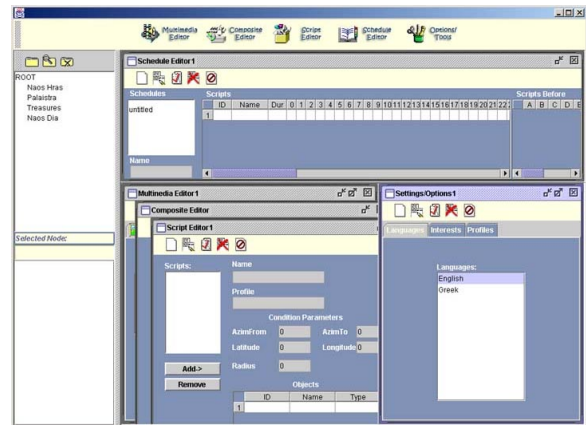 Multimedia Editor
Composite Editor
Script Editor
Schedule Editor
Options/ Tools
ROOT
Naos Hras
Palaistra
Treasures
Naos Dia
Selected Node:
Schedule Editor1
Schedules
untitled
Name
Scripts
ID Name Dur 0 1 2 3 4 5 6 7 8 9 10 11 12 13 14 15 16 17 18 19 20 21 22
1
Scripts Before
A B C D E
Multimedia Editor1
Composite Editor
Script Editor1
Scripts:
Add->
Remove
Name
Profile
Condition Parameters
AzimFrom 0 AzimTo 0
Latitude 0 Longitude 0
Radius 0
Objects
ID Name Type
1
Settings/Options1
Languages Interests Profiles
Languages:
English
Greek